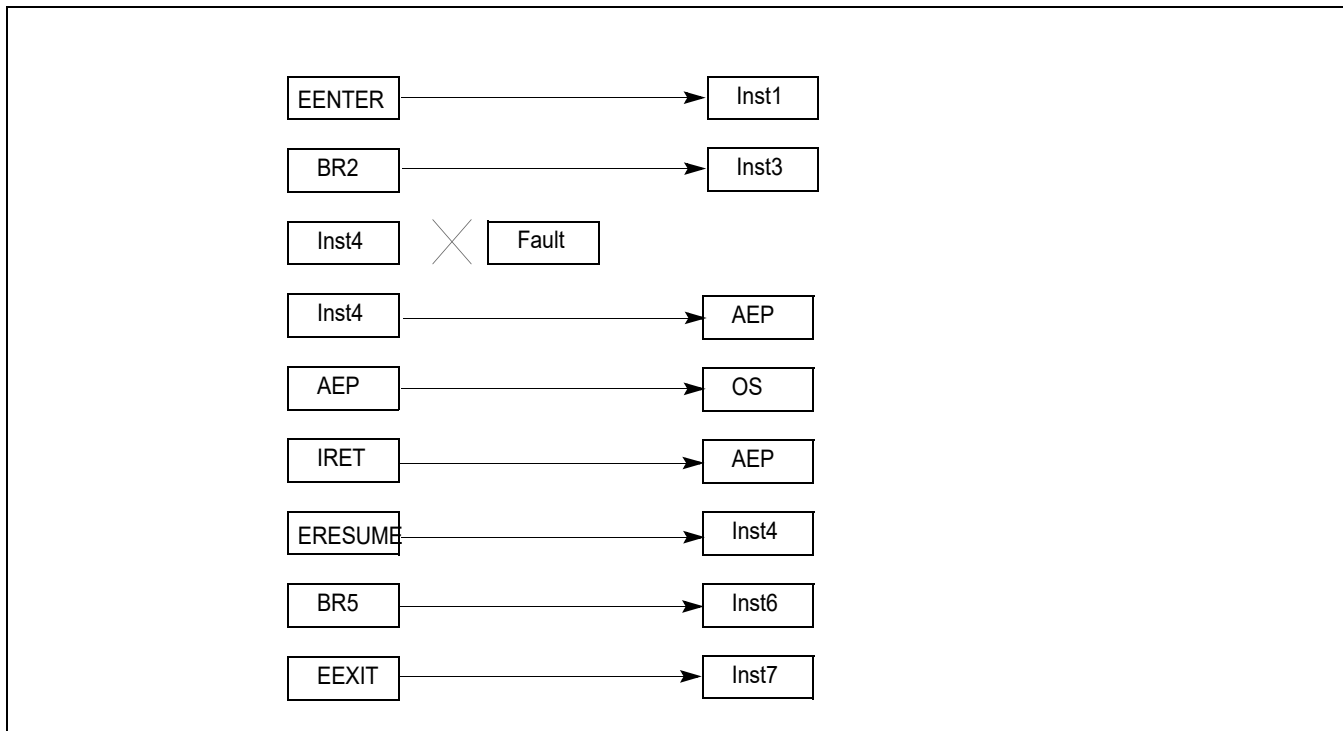 EENTER Inst1
BR2 Inst3
Inst4 Fault
Inst4 AEP
AEP OS
IRET AEP
ERESUME Inst4
BR5 Inst6
EEXIT Inst7